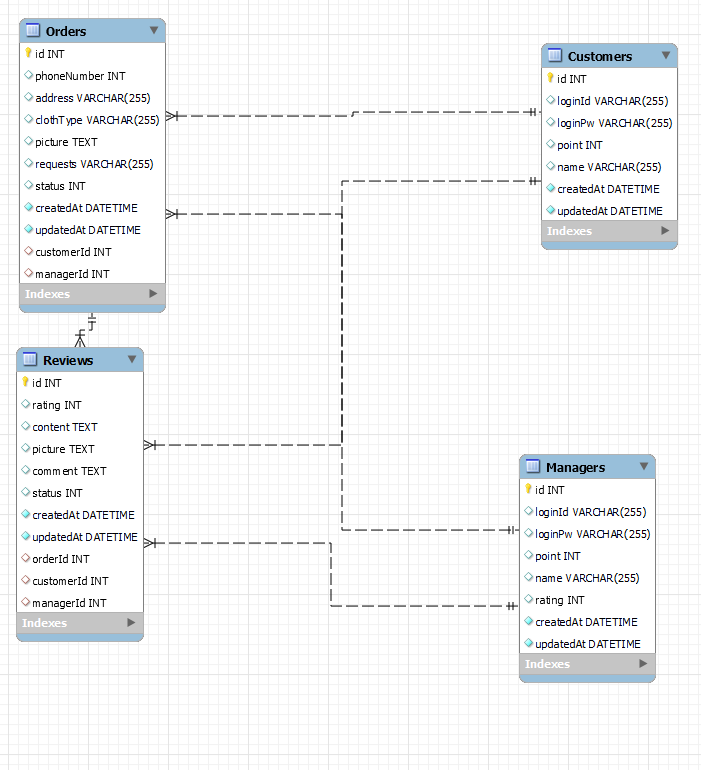 Orders
id INT
phoneNumber INT
address VARCHAR(255)
clothType VARCHAR(255)
picture TEXT
requests VARCHAR(255)
status INT
createdAt DATETIME
updatedAt DATETIME
customerId INT
managerId INT
Indexes
Customers
id INT
loginId VARCHAR(255)
loginPw VARCHAR(255)
point INT
name VARCHAR(255)
createdAt DATETIME
updatedAt DATETIME
Indexes
Reviews
id INT
rating INT
content TEXT
picture TEXT
comment TEXT
status INT
createdAt DATETIME
updatedAt DATETIME
orderId INT
customerId INT
managerId INT
Indexes
Managers
id INT
loginId VARCHAR(255)
loginPw VARCHAR(255)
point INT
name VARCHAR(255)
rating INT
createdAt DATETIME
updatedAt DATETIME
Indexes